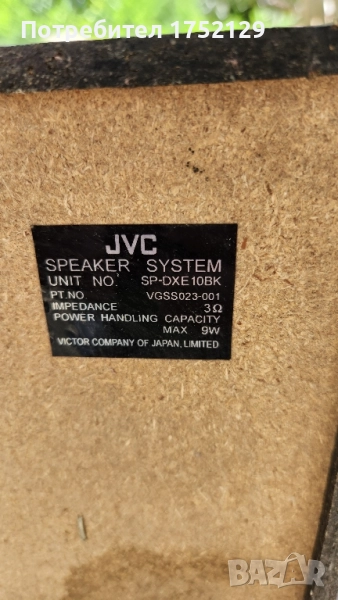 Потребител 1752129
JVC
SPEAKER SYSTEM
UNIT NO. SP-DXE10BK
PT.NO VGSS023-001
IMPEDANCE 3Ω
POWER HANDLING CAPACITY
MAX 9W
VICTOR COMPANY OF JAPAN, LIMITED
BAZAR